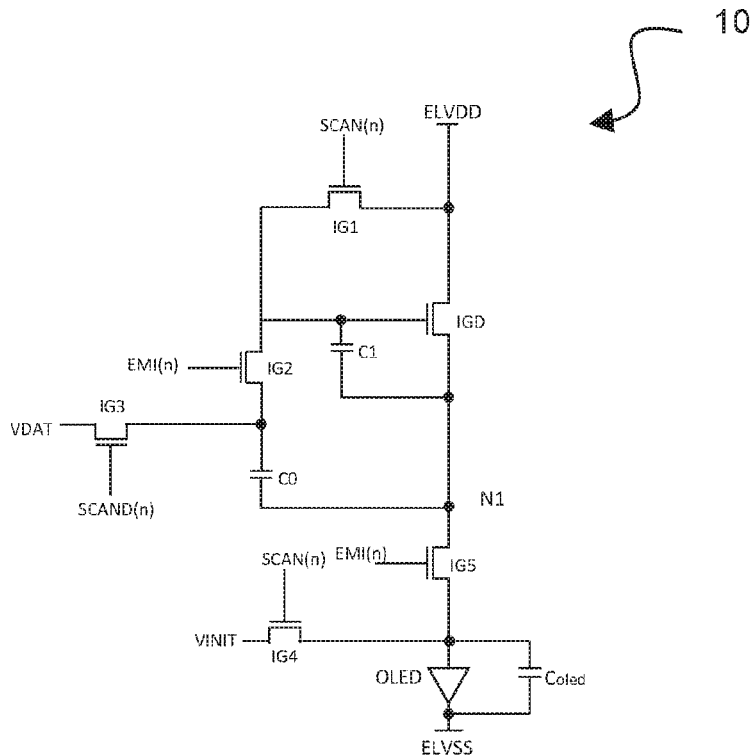 10
ELVDD
SCAN(n)
IG1
IGD
C1
EMI(n)
IG2
IG3
VDAT
C0
SCAND(n)
N1
SCAN(n)
EMI(n)
IG5
VINIT
IG4
OLED
Coled
ELVSS